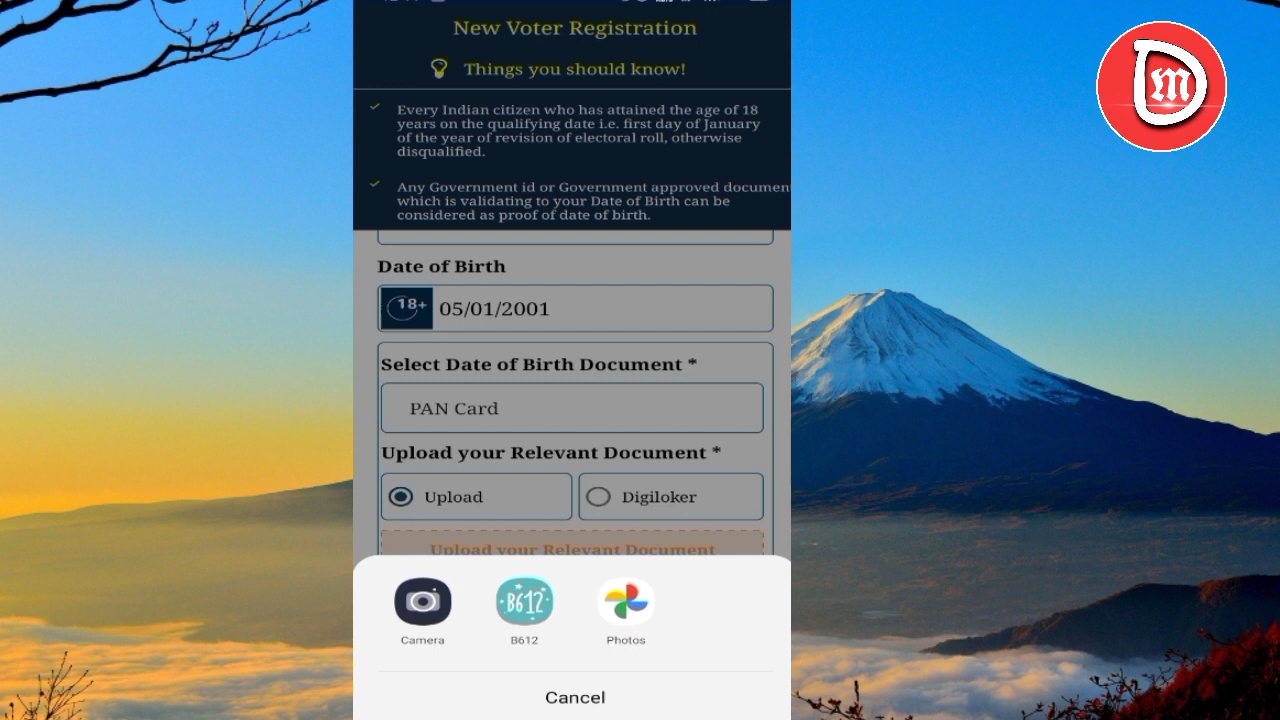 New Voter Registration
Things you should know!
Every Indian citizen who has attained the age of 18
years on the qualifying date i.e. first day of January
of the year of revision of electoral roll, otherwise
disqualified.
Any Government id or Government approved documen
which is validating to your Date of Birth can be
considered as proof of date of birth.
Date of Birth
18+ 05/01/2001
Select Date of Birth Document *
PAN Card
Upload your Relevant Document *
Upload Digiloker
Upload your Relevant Document
B612
Camera B612 Photos
Cancel
DM